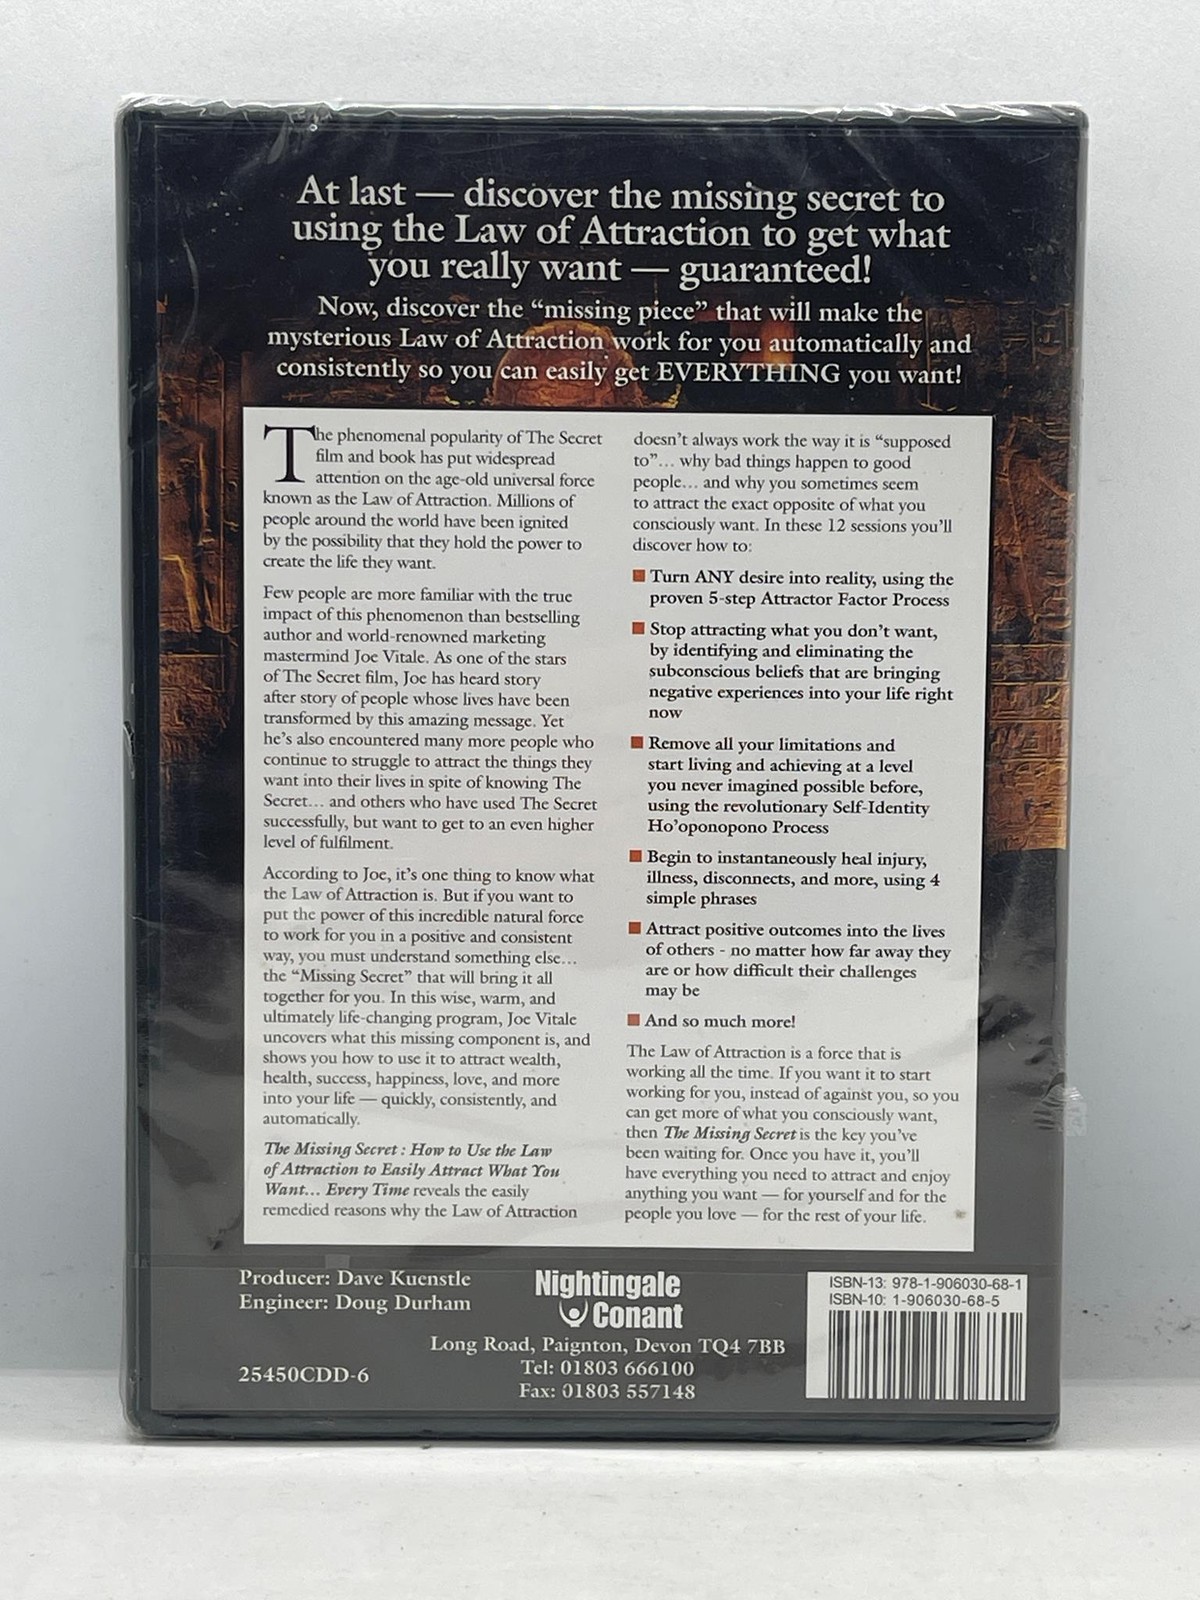 At last — discover the missing secret to
using the Law of Attraction to get what
you really want — guaranteed!
Now, discover the “missing piece” that will make the
mysterious Law of Attraction work for you automatically and
consistently so you can easily get EVERYTHING you want!
The phenomenal popularity of The Secret
film and book has put widespread
attention on the age-old universal force
known as the Law of Attraction. Millions of
people around the world have been ignited
by the possibility that they hold the power to
create the life they want.
Few people are more familiar with the true
impact of this phenomenon than bestselling
author and world-renowned marketing
mastermind Joe Vitale. As one of the stars
of The Secret film, Joe has heard story
after story of people whose lives have been
transformed by this amazing message. Yet
he’s also encountered many more people who
continue to struggle to attract the things they
want into their lives in spite of knowing The
Secret… and others who have used The Secret
successfully, but want to get to an even higher
level of fulfilment.
According to Joe, it’s one thing to know what
the Law of Attraction is. But if you want to
put the power of this incredible natural force
to work for you in a positive and consistent
way, you must understand something else…
the “Missing Secret” that will bring it all
together for you. In this wise, warm, and
ultimately life-changing program, Joe Vitale
uncovers what this missing component is, and
shows you how to use it to attract wealth,
health, success, happiness, love, and more
into your life — quickly, consistently, and
automatically.
The Missing Secret : How to Use the Law
of Attraction to Easily Attract What You
Want… Every Time reveals the easily
remedied reasons why the Law of Attraction
doesn’t always work the way it is “supposed
to”… why bad things happen to good
people… and why you sometimes seem
to attract the exact opposite of what you
consciously want. In these 12 sessions you’ll
discover how to:
Turn ANY desire into reality, using the
proven 5-step Attractor Factor Process
Stop attracting what you don’t want,
by identifying and eliminating the
subconscious beliefs that are bringing
negative experiences into your life right
now
Remove all your limitations and
start living and achieving at a level
you never imagined possible before,
using the revolutionary Self-Identity
Ho’oponopono Process
Begin to instantaneously heal injury,
illness, disconnects, and more, using 4
simple phrases
Attract positive outcomes into the lives
of others - no matter how far away they
are or how difficult their challenges
may be
And so much more!
The Law of Attraction is a force that is
working all the time. If you want it to start
working for you, instead of against you, so you
can get more of what you consciously want,
then The Missing Secret is the key you’ve
been waiting for. Once you have it, you’ll
have everything you need to attract and enjoy
anything you want — for yourself and for the
people you love — for the rest of your life.
Producer: Dave Kuenstle
Engineer: Doug Durham
25450CDD-6
Nightingale
Conant
Long Road, Paignton, Devon TQ4 7BB
Tel: 01803 666100
Fax: 01803 557148
ISBN-13: 978-1-906030-68-1
ISBN-10: 1-906030-68-5